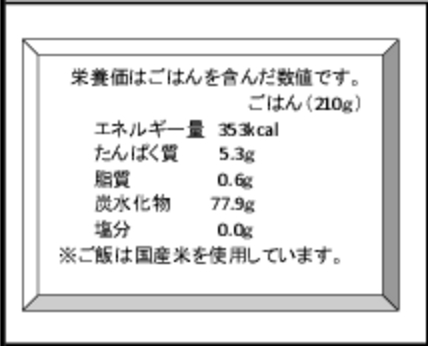 栄養価はごはんを含んだ数値です。
ごはん（210g）
エネルギー量 353kcal
たんぱく質 5.3g
脂質 0.6g
炭水化物 77.9g
塩分 0.0g
※ご飯は国産米を使用しています。